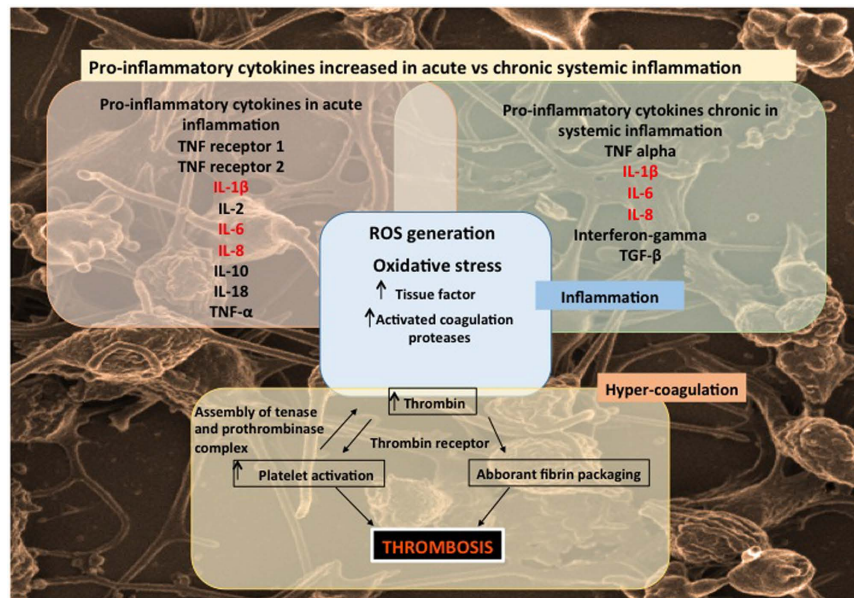 Pro-inflammatory cytokines increased in acute vs chronic systemic inflammation
Pro-inflammatory cytokines in acute
inflammation
TNF receptor 1
TNF receptor 2
IL-1β
IL-2
IL-6
IL-8
IL-10
IL-18
TNF-α
Pro-inflammatory cytokines chronic in
systemic inflammation
TNF alpha
IL-1β
IL-6
IL-8
Interferon-gamma
TGF-β
ROS generation
Oxidative stress
↑ Tissue factor
↑Activated coagulation
proteases
Inflammation
Hyper-coagulation
↑ Thrombin
Assembly of tenase
and prothrombinase
complex
Thrombin receptor
↑ Platelet activation
Abborant fibrin packaging
THROMBOSIS